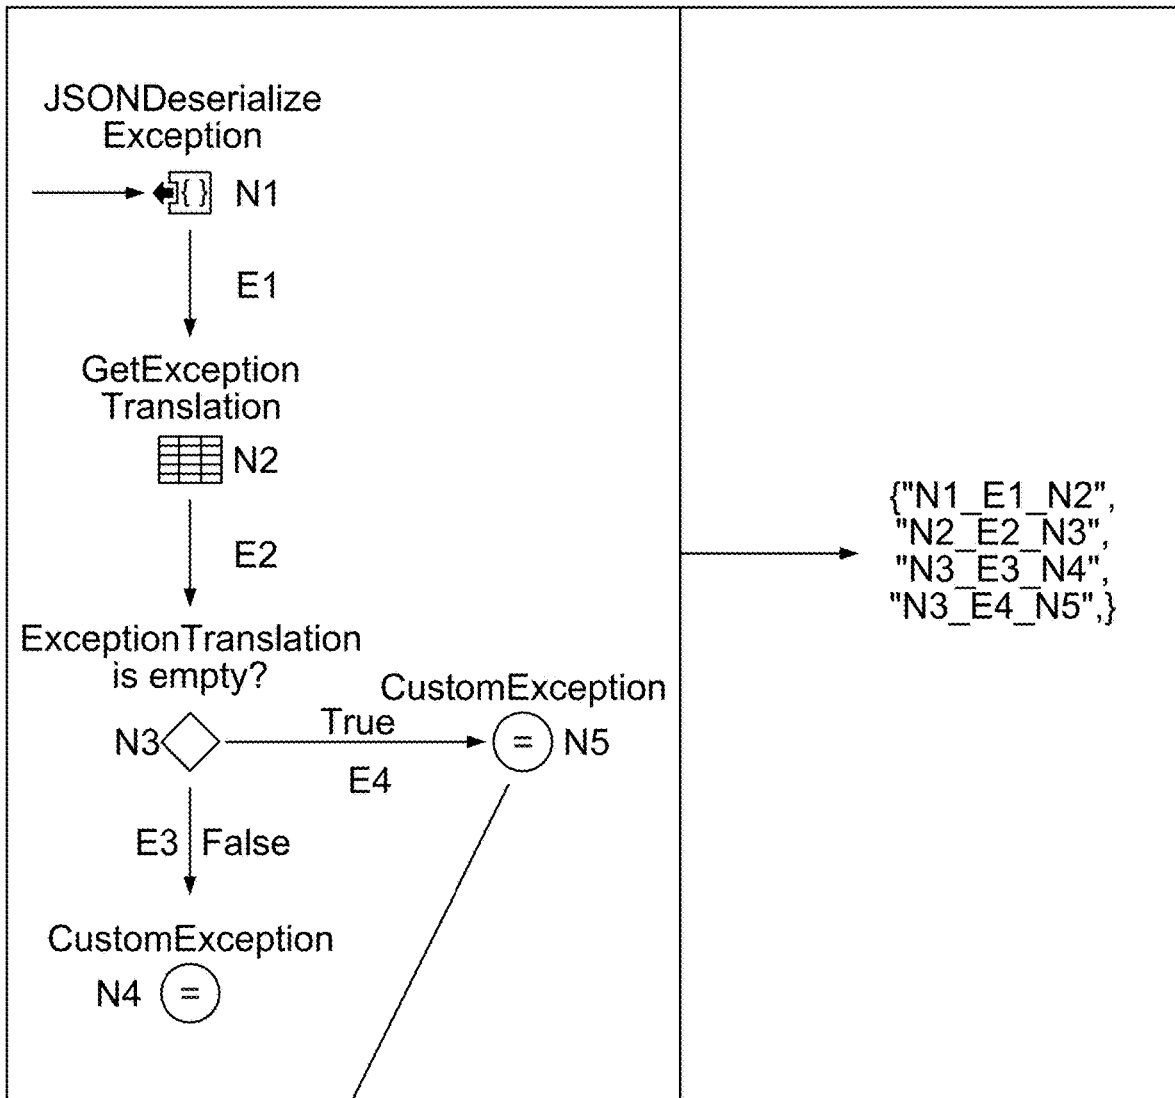 JSONDeserialize
Exception
{ } N1
E1
GetException
Translation
N2
E2
ExceptionTranslation
is empty?
CustomException
N3
True
= N5
E4
E3 False
CustomException
N4 =
{"N1_E1_N2",
"N2_E2_N3",
"N3_E3_N4",
"N3_E4_N5",}